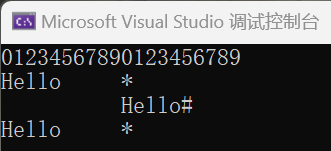 Microsoft Visual Studio 调试控制台
01234567890123456789
Hello     *
          Hello#
Hello     *